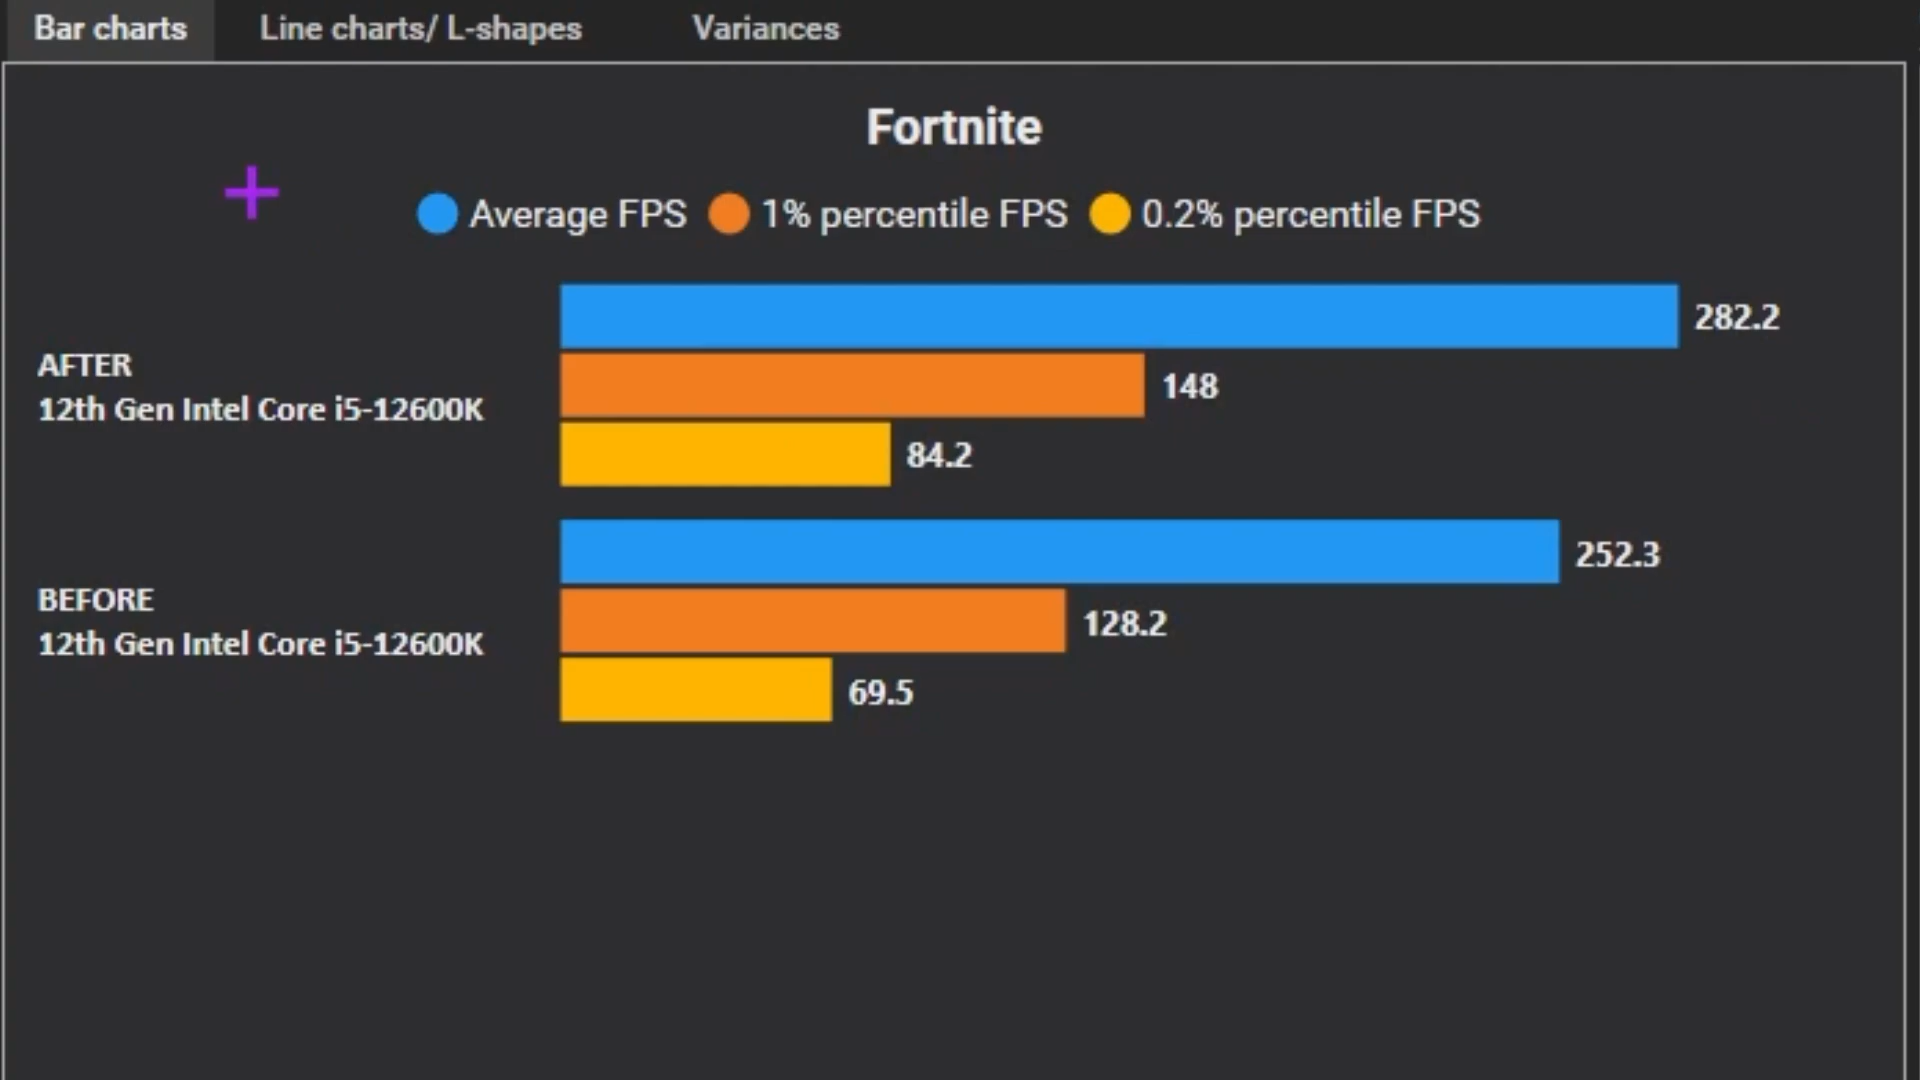 Bar charts Line charts/ L-shapes Variances
Fortnite
Average FPS 1% percentile FPS 0.2% percentile FPS
282.2
AFTER
12th Gen Intel Core i5-12600K
148
84.2
252.3
BEFORE
12th Gen Intel Core i5-12600K
128.2
69.5